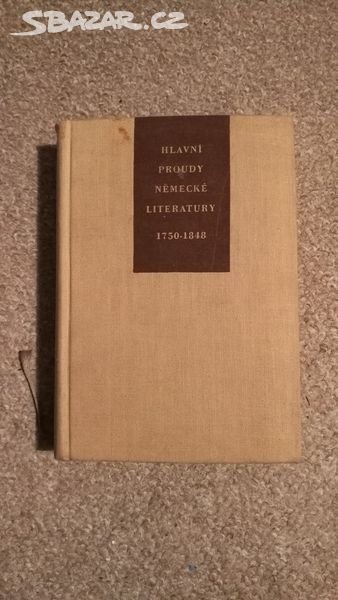 SBAZAR.CZ
HLAVNÍ
PROUDY
NĚMECKÉ
LITERATURY
1750-1848